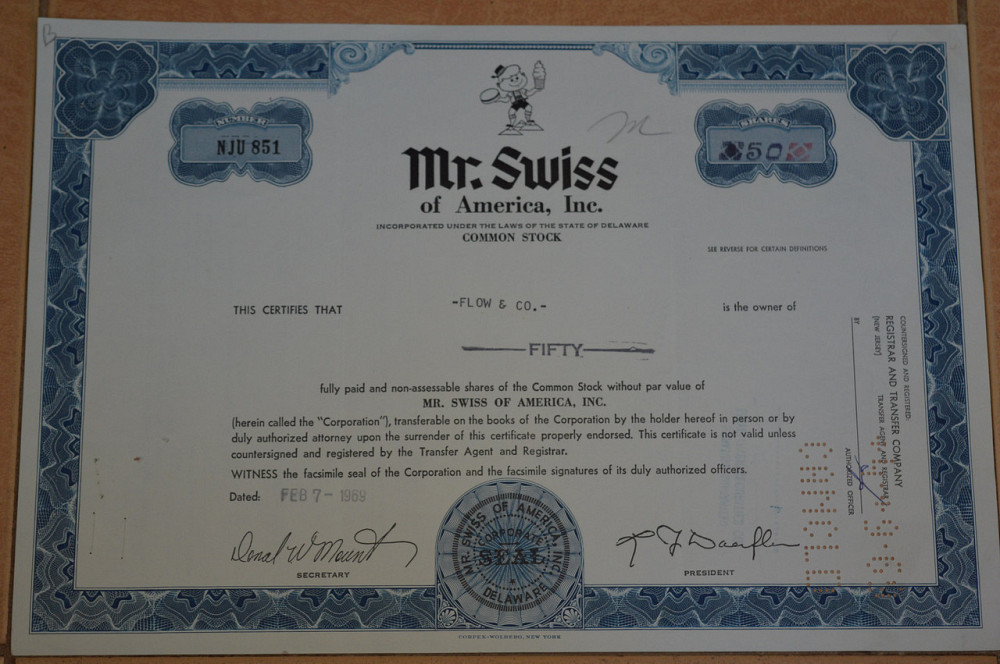 NUMBER
NJU 851
SHARES
50
Mr. Swiss
of America, Inc.
INCORPORATED UNDER THE LAWS OF THE STATE OF DELAWARE
COMMON STOCK
SEE REVERSE FOR CERTAIN DEFINITIONS
THIS CERTIFIES THAT -FLOW & CO.- is the owner of
FIFTY
fully paid and non-assessable shares of the Common Stock without par value of
MR. SWISS OF AMERICA, INC.
(herein called the "Corporation"), transferable on the books of the Corporation by the holder hereof in person or by
duly authorized attorney upon the surrender of this certificate properly endorsed. This certificate is not valid unless
countersigned and registered by the Transfer Agent and Registrar.
WITNESS the facsimile seal of the Corporation and the facsimile signatures of its duly authorized officers.
Dated: FEB 7- 1969
Donal W Mount
SECRETARY
MR. SWISS OF AMERICA, INC.
CORPORATE
SEAL
DELAWARE
PRESIDENT
COUNTERSIGNED AND REGISTERED:
REGISTRAR AND TRANSFER COMPANY
(NEW JERSEY)
TRANSFER AGENT AND REGISTRAR
BY
AUTHORIZED OFFICER
CANCELLED
CORPEX-WOLBERG, NEW YORK